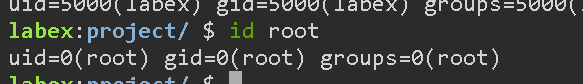 uid=5000(labex) gid=5000(labex) groups=5000(
labex:project/ $ id root
uid=0(root) gid=0(root) groups=0(root)
labex:project/ $